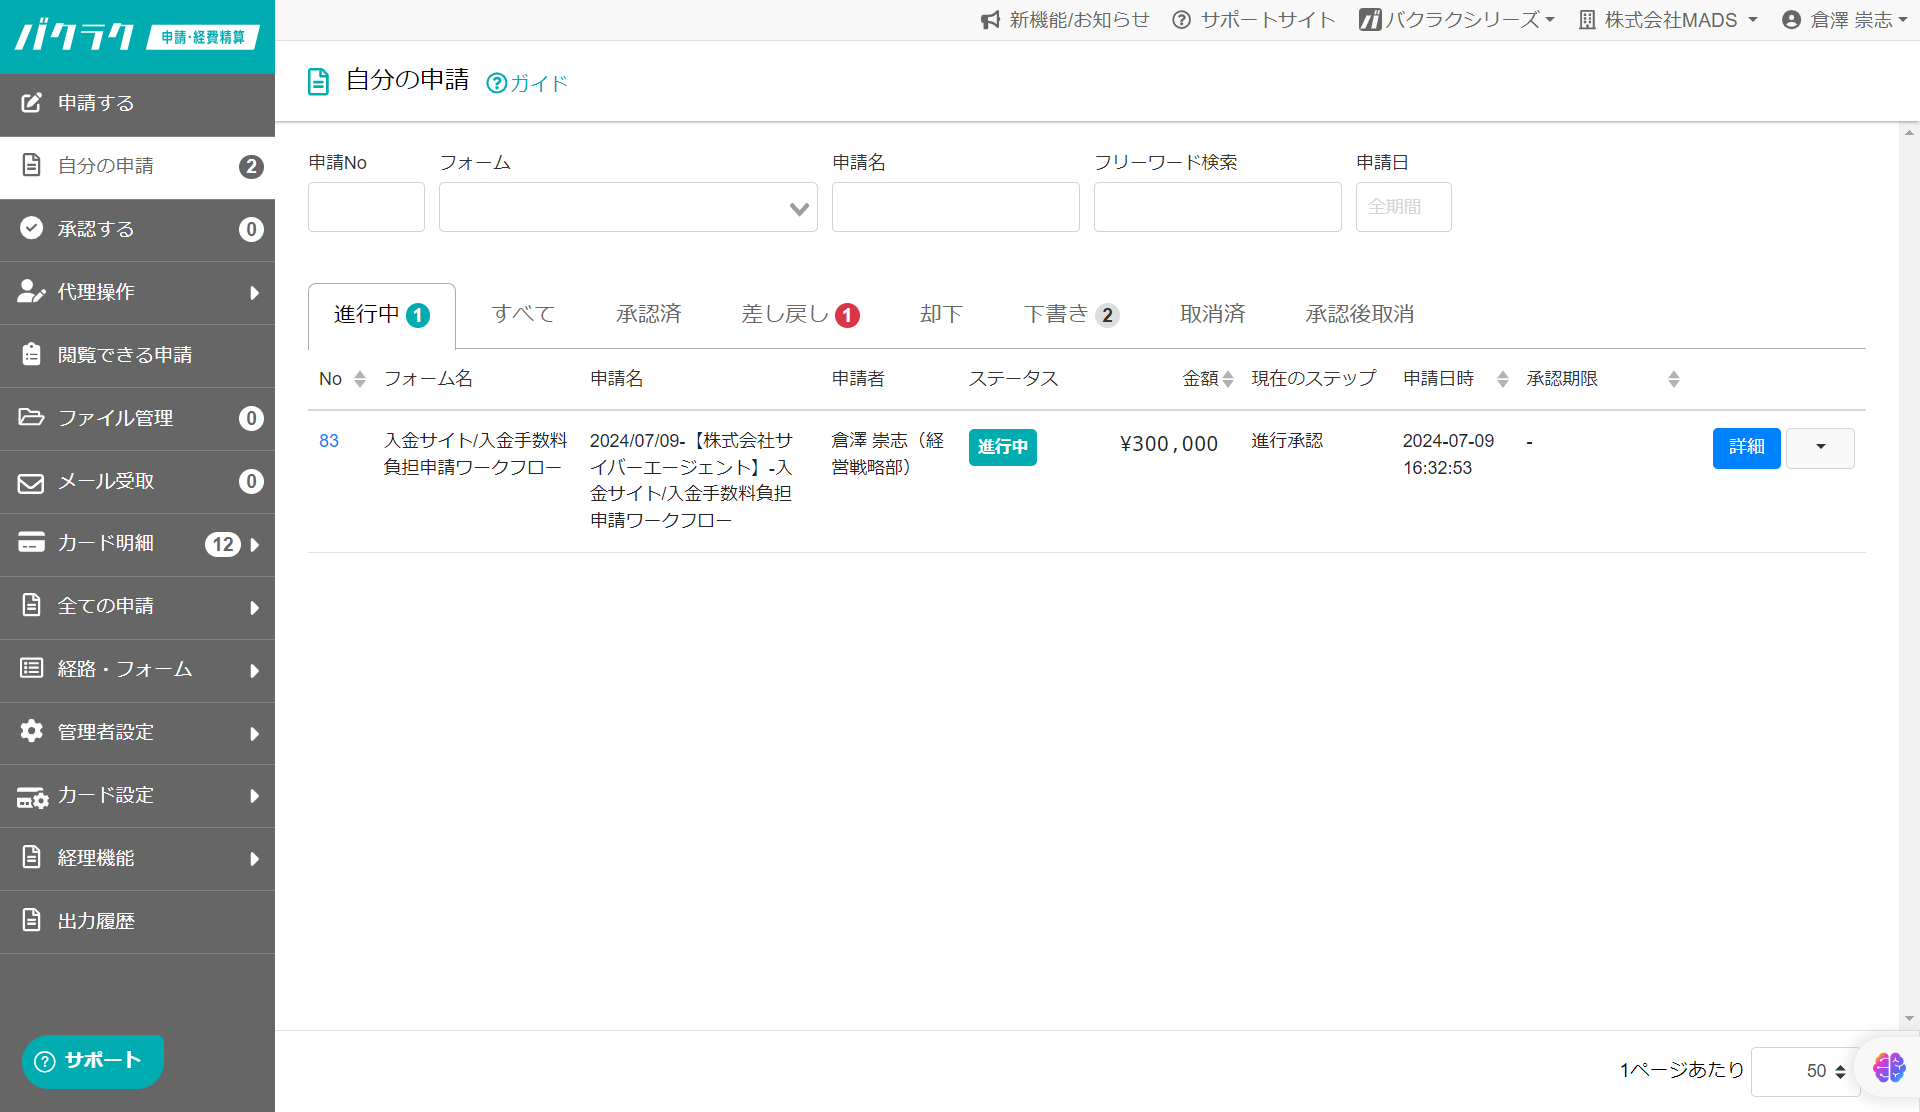 バクラク 申請・経費精算
新機能/お知らせ サポートサイト バクラクシリーズ 株式会社MADS 倉澤 崇志
申請する
自分の申請 2
承認する 0
代理操作
閲覧できる申請
ファイル管理 0
メール受取 0
カード明細 12
全ての申請
経路・フォーム
管理者設定
カード設定
経理機能
出力履歴
サポート
自分の申請 ガイド
申請No フォーム 申請名 フリーワード検索 申請日
全期間
進行中 1 すべて 承認済 差し戻し 1 却下 下書き 2 取消済 承認後取消
No フォーム名 申請名 申請者 ステータス 金額 現在のステップ 申請日時 承認期限
83 入金サイト/入金手数料 2024/07/09-【株式会社サ 倉澤 崇志（経 進行中 ¥300,000 進行承認 2024-07-09 - 詳細
負担申請ワークフロー イバーエージェント】-入 営戦略部） 16:32:53
金サイト/入金手数料負担
申請ワークフロー
1ページあたり 50